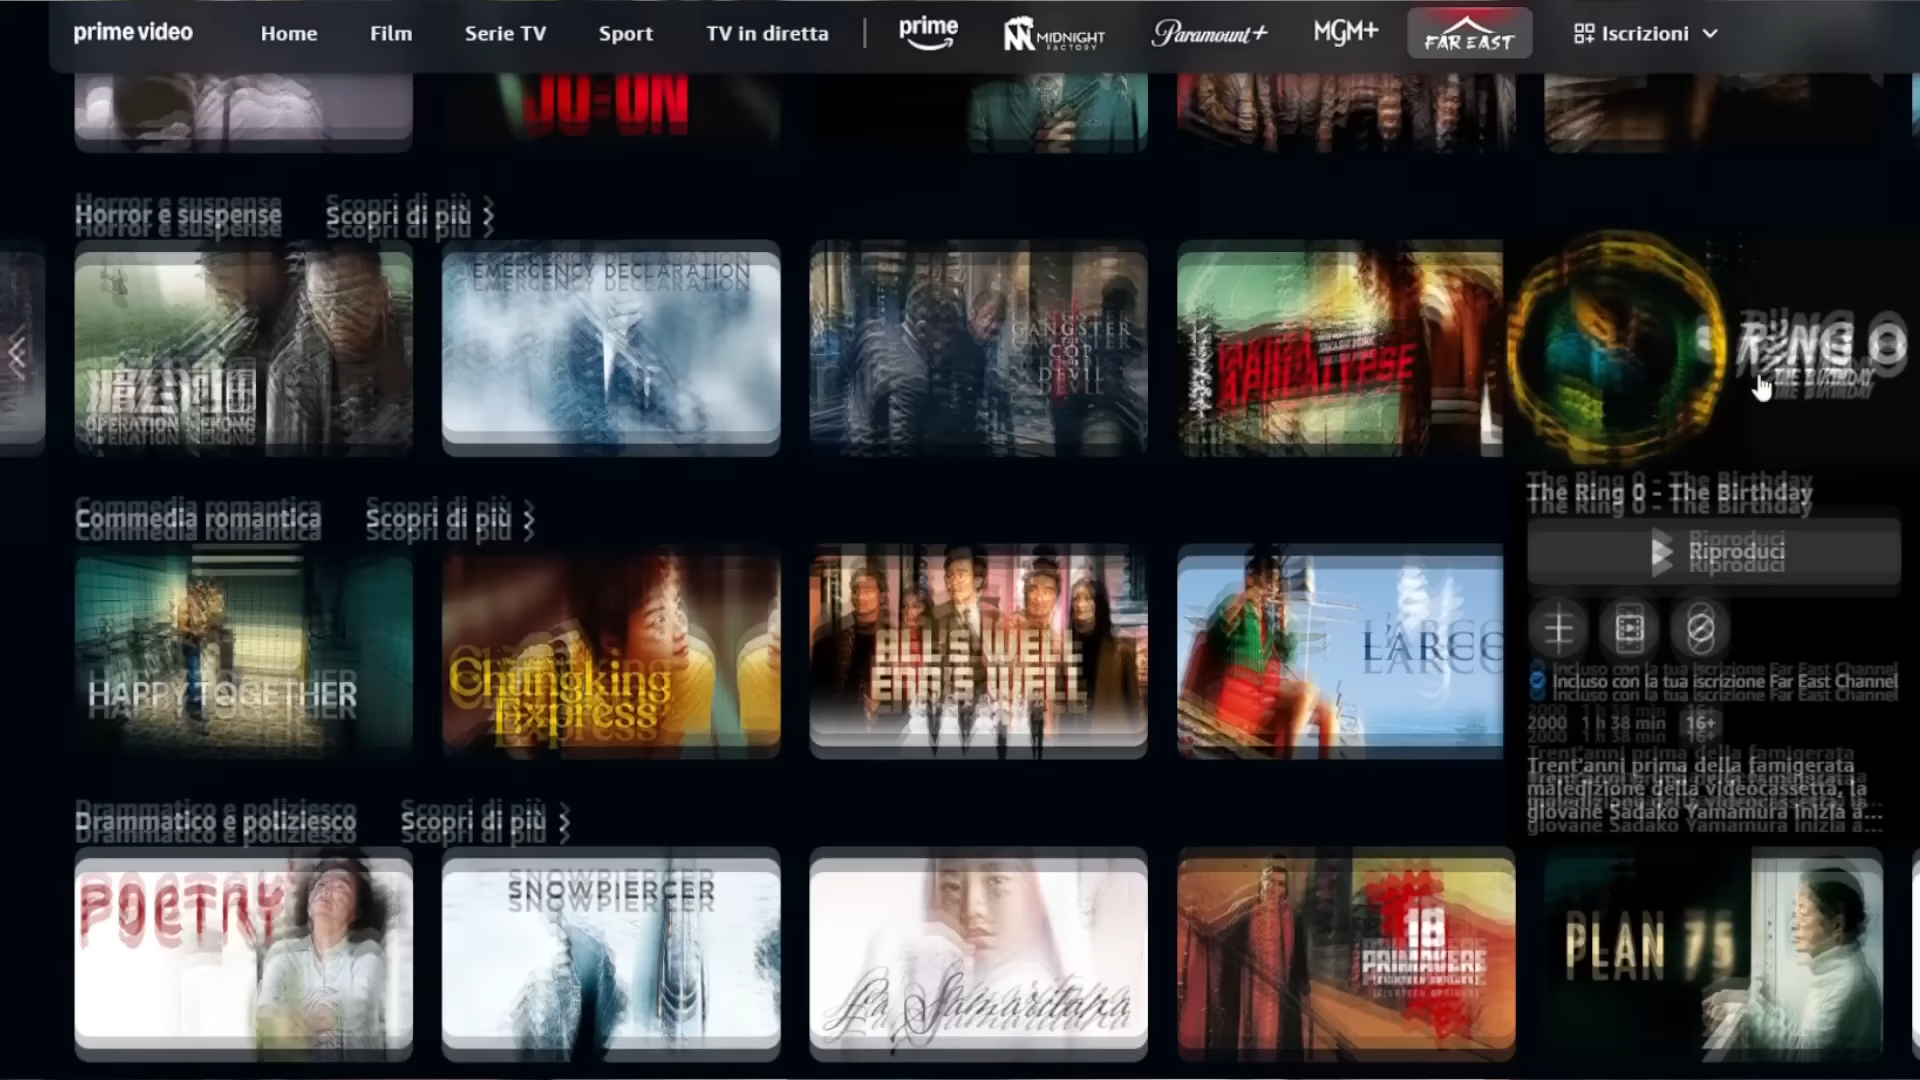 prime video
Home
Film
Serie TV
Sport
TV in diretta
prime
MIDNIGHT
FACTORY
Paramount+
MGM+
FAR EAST
Iscrizioni
JU-ON
Horror e suspense
Scopri di più
OPERATION MEKONG
EMERGENCY DECLARATION
GANGSTER
COP
DEVIL
APOCALYPSE
RING 0
THE BIRTHDAY
The Ring 0 - The Birthday
Riproduci
Incluso con la tua iscrizione Far East Channel
2000 1 h 38 min 16+
Trent'anni prima della famigerata
maledizione della videocassetta, la
giovane Sadako Yamamura inizia a...
Commedia romantica
Scopri di più
HAPPY TOGETHER
Chungking
Express
ALL'S WELL
END'S WELL
L'ARCO
Drammatico e poliziesco
Scopri di più
POETRY
SNOWPIERCER
La Samaritana
18
PRIMAVERE
(EIGHTEEN SPRINGS)
PLAN 75